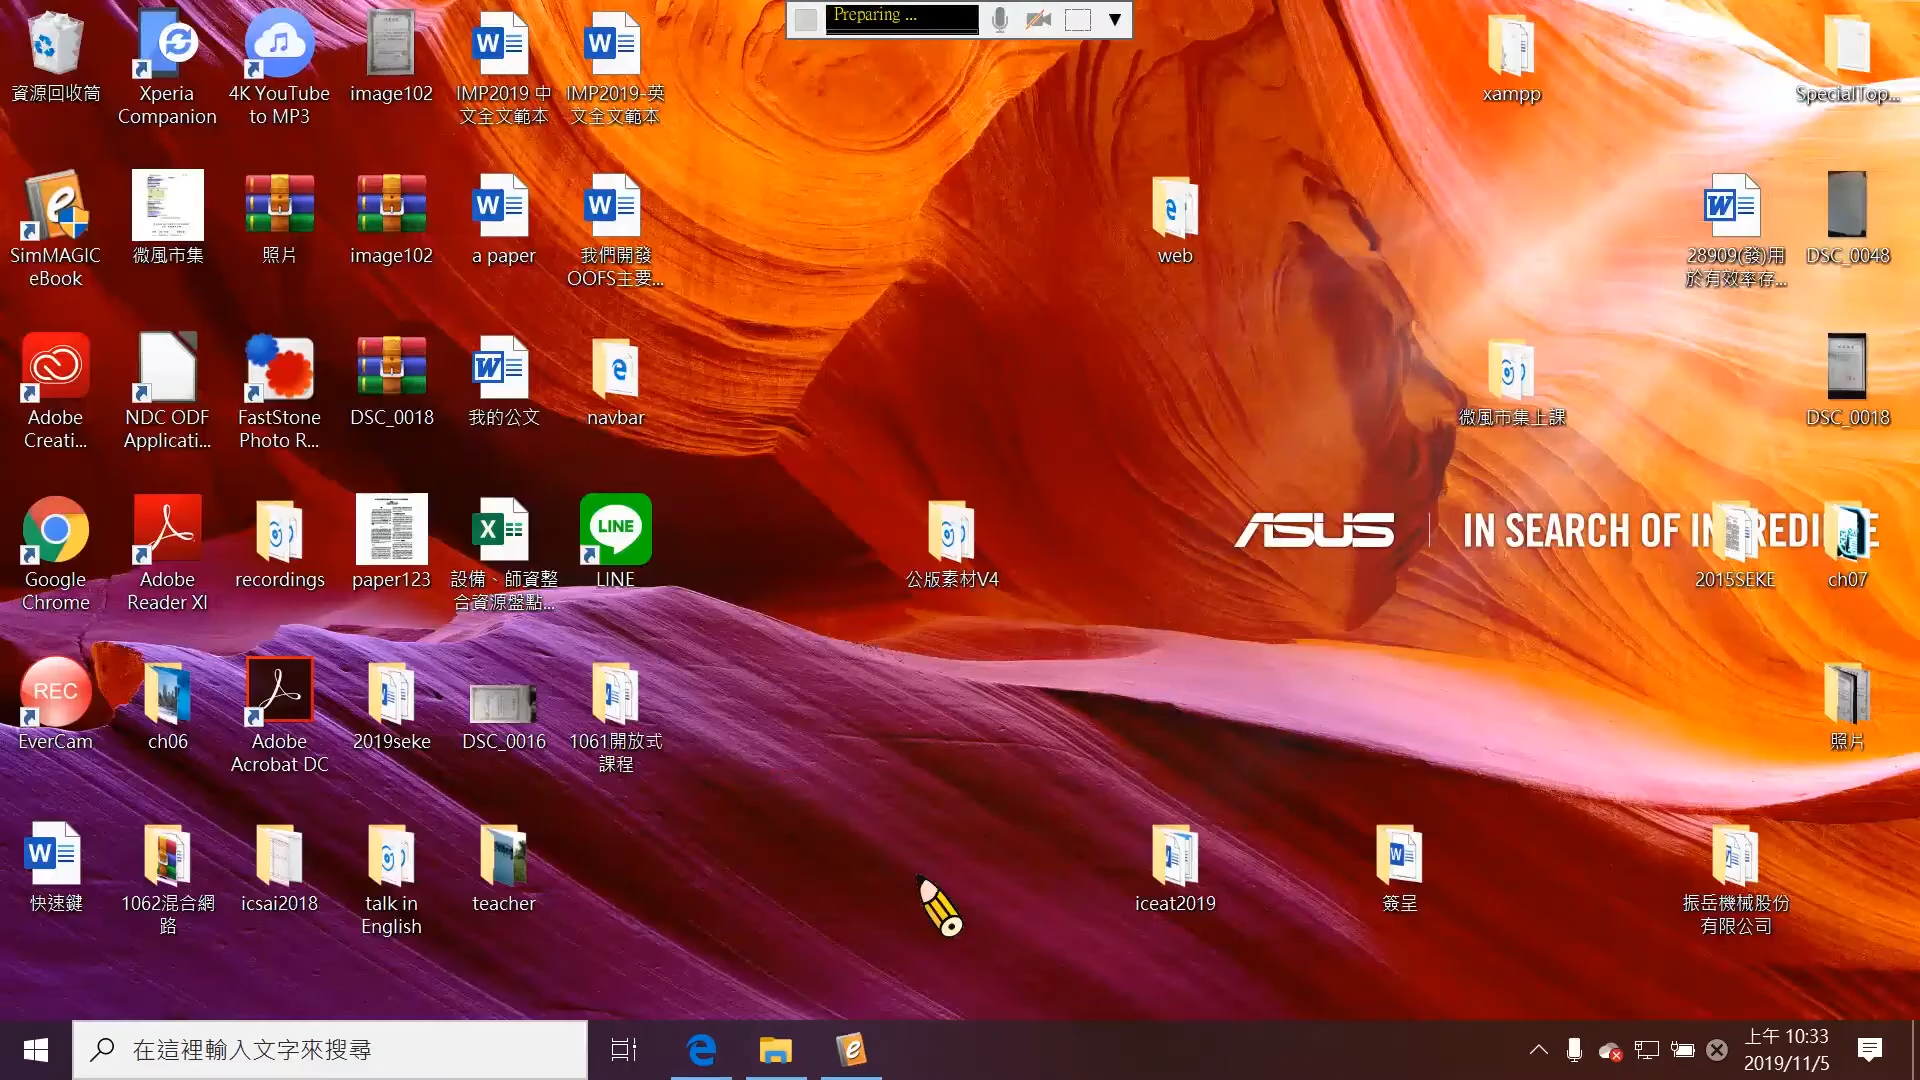 Preparing ...
資源回收筒
Xperia
Companion
4K YouTube
to MP3
image102
IMP2019 中
文全文範本
IMP2019-英
文全文範本
xampp
SpecialTop...
SimMAGIC
eBook
微風市集
照片
image102
a paper
我們開發
OOFS主要...
web
28909(發)用
於有效率存...
DSC_0048
Adobe
Creati...
NDC ODF
Applicati...
FastStone
Photo R...
DSC_0018
我的公文
navbar
微風市集上課
DSC_0018
Google
Chrome
Adobe
Reader XI
recordings
paper123
設備、師資整
合資源盤點...
LINE
LINE
公版素材V4
ASUS
IN SEARCH OF
2015SEKE
ch07
REC
EverCam
ch06
Adobe
Acrobat DC
2019seke
DSC_0016
1061開放式
課程
照片
快速鍵
1062混合網
路
icsai2018
talk in
English
teacher
iceat2019
簽呈
振岳機械股份
有限公司
在這裡輸入文字來搜尋
上午 10:33
2019/11/5